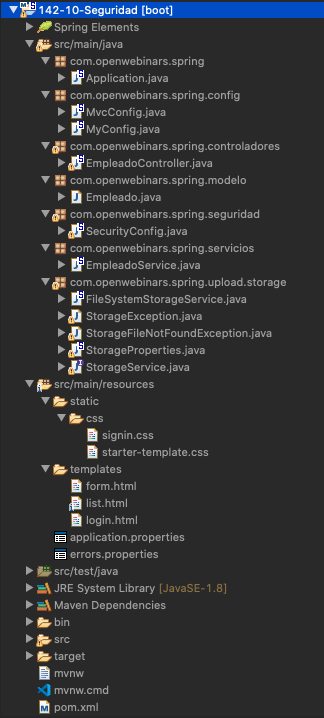 142-10-Seguridad [boot]
Spring Elements
src/main/java
com.openwebinars.spring
Application.java
com.openwebinars.spring.config
MvcConfig.java
MyConfig.java
com.openwebinars.spring.controladores
EmpleadoController.java
com.openwebinars.spring.modelo
Empleado.java
com.openwebinars.spring.seguridad
SecurityConfig.java
com.openwebinars.spring.servicios
EmpleadoService.java
com.openwebinars.spring.upload.storage
FileSystemStorageService.java
StorageException.java
StorageFileNotFoundException.java
StorageProperties.java
StorageService.java
src/main/resources
static
css
signin.css
starter-template.css
templates
form.html
list.html
login.html
application.properties
errors.properties
src/test/java
JRE System Library [JavaSE-1.8]
Maven Dependencies
bin
src
target
mvnw
mvnw.cmd
pom.xml